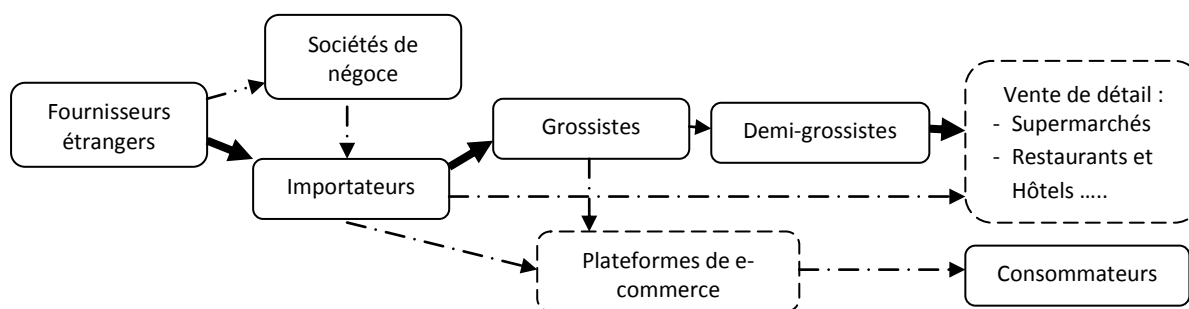 Sociétés de
négoce
Fournisseurs
étrangers
Importateurs
Grossistes
Demi-grossistes
Vente de détail :
- Supermarchés
- Restaurants et
Hôtels .....
Plateformes de e-
commerce
Consommateurs